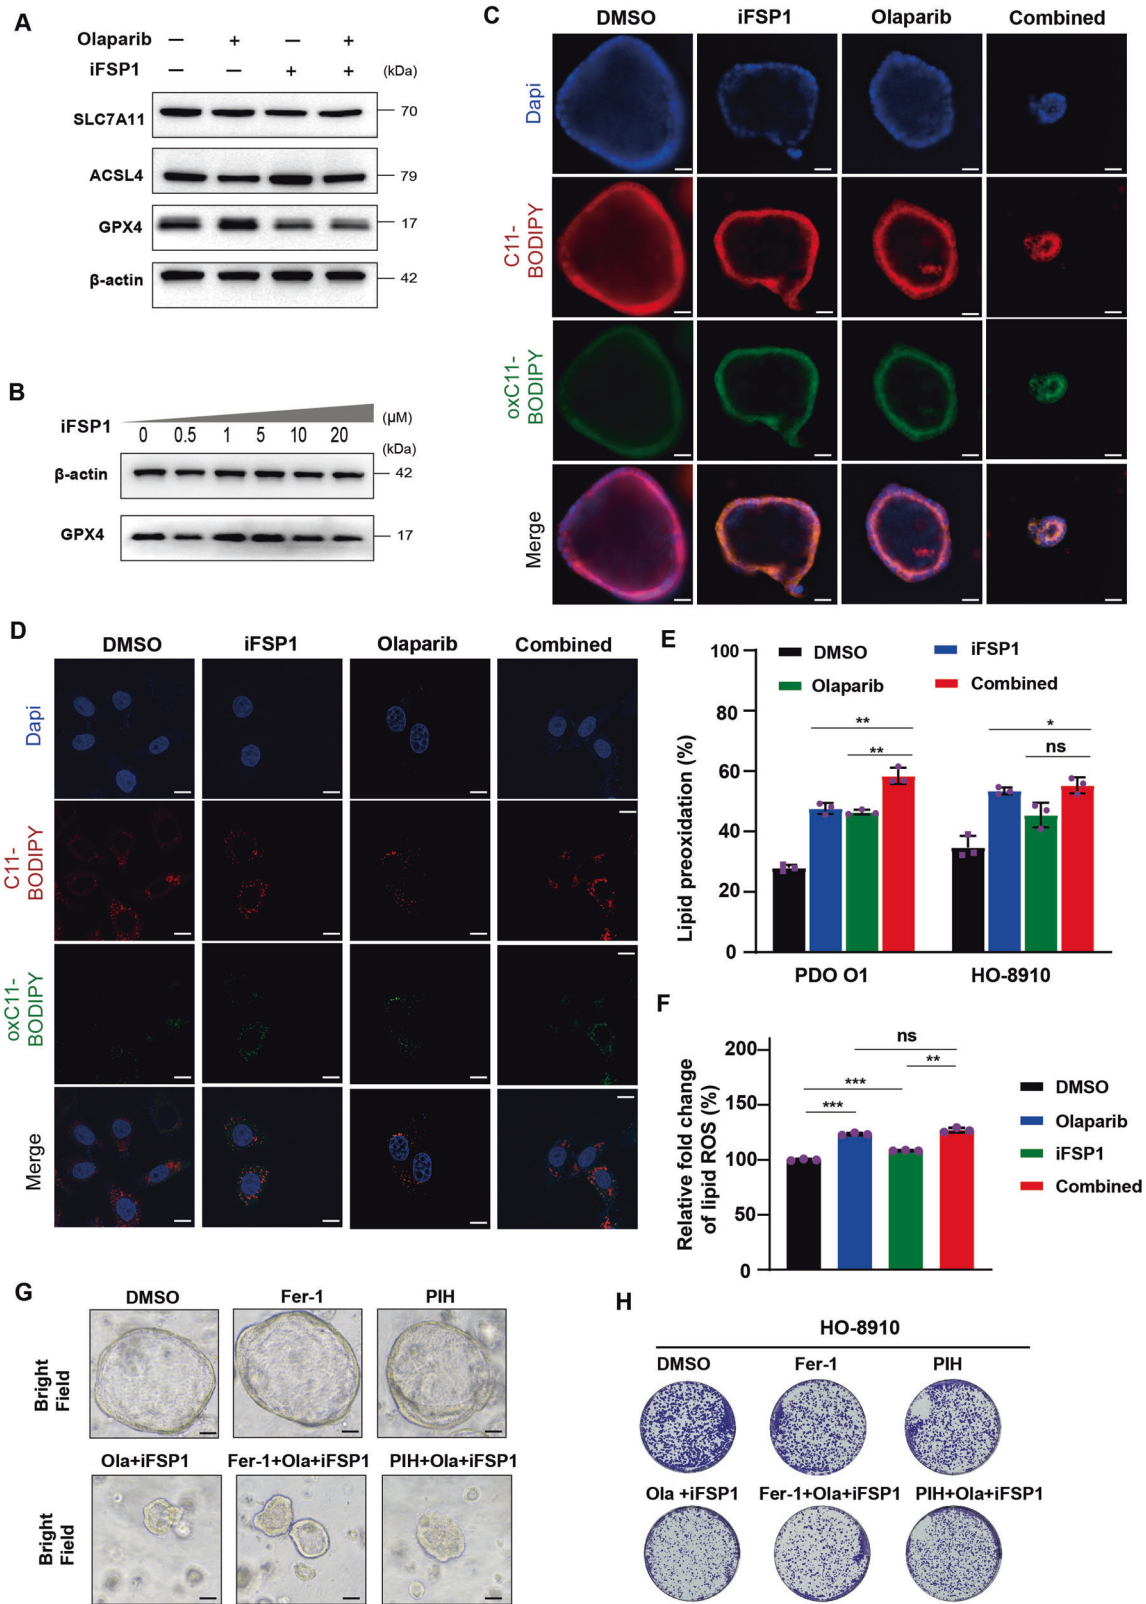 A
Olaparib — + — +
iFSP1 — — + + (kDa)
SLC7A11 70
ACSL4 79
GPX4 17
β-actin 42
B
iFSP1 (μM)
0 0.5 1 5 10 20
(kDa)
β-actin 42
GPX4 17
C
DMSO iFSP1 Olaparib Combined
Dapi
C11-
BODIPY
oxC11-
BODIPY
Merge
D
DMSO iFSP1 Olaparib Combined
Dapi
C11-
BODIPY
oxC11-
BODIPY
Merge
E
Lipid preoxidation (%)
100
80
60
40
20
0
DMSO iFSP1
Olaparib Combined
** ** * ns
PDO O1 HO-8910
F
Relative fold change
of lipid ROS (%)
200
150
100
50
0
ns
**
***
***
DMSO
Olaparib
iFSP1
Combined
G
DMSO Fer-1 PIH
Bright
Field
Ola+iFSP1 Fer-1+Ola+iFSP1 PIH+Ola+iFSP1
Bright
Field
H
HO-8910
DMSO Fer-1 PIH
Ola +iFSP1 Fer-1+Ola+iFSP1 PIH+Ola+iFSP1